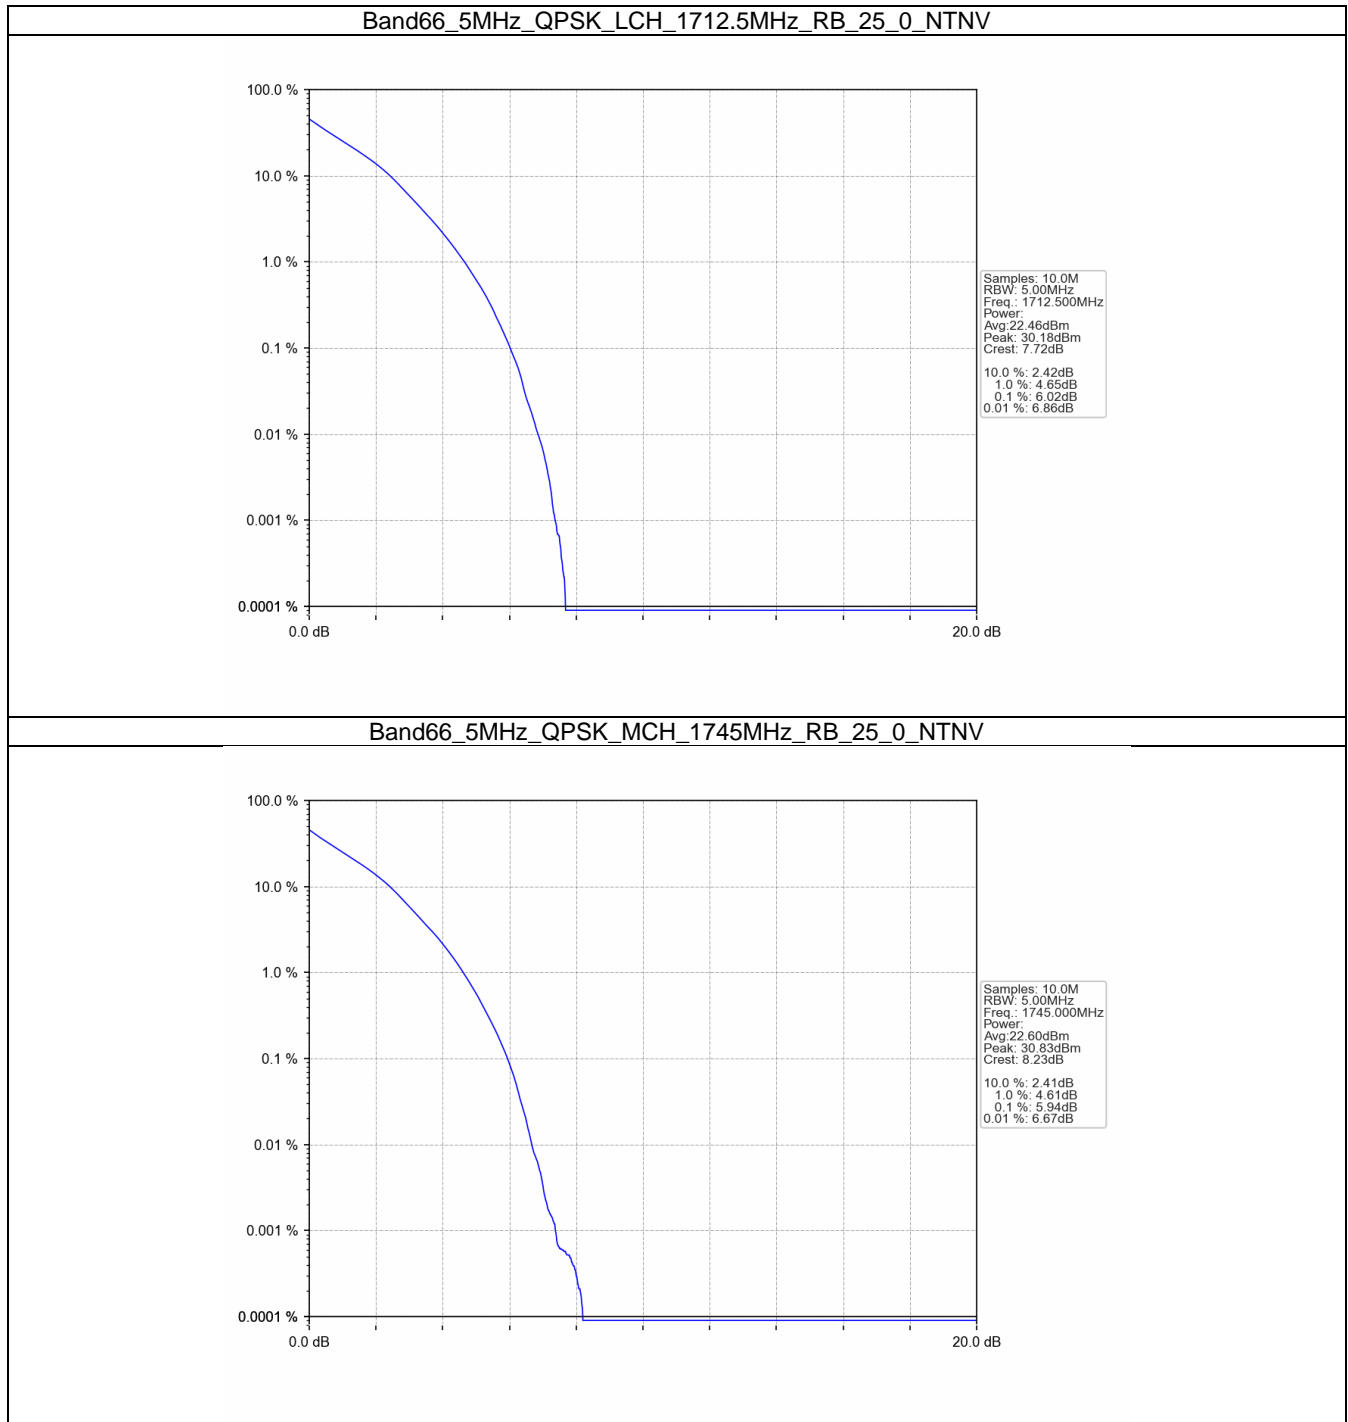 Band66_5MHz_QPSK_LCH_1712.5MHz_RB_25_0_NTNV
100.0 %
10.0 %
1.0 %
0.1 %
0.01 %
0.001 %
0.0001 %
0.0 dB
20.0 dB
Samples: 10.0M
RBW: 5.00MHz
Freq.: 1712.500MHz
Power:
Avg:22.46dBm
Peak: 30.18dBm
Crest: 7.72dB
10.0 %: 2.42dB
1.0 %: 4.65dB
0.1 %: 6.02dB
0.01 %: 6.86dB
Band66_5MHz_QPSK_MCH_1745MHz_RB_25_0_NTNV
100.0 %
10.0 %
1.0 %
0.1 %
0.01 %
0.001 %
0.0001 %
0.0 dB
20.0 dB
Samples: 10.0M
RBW: 5.00MHz
Freq.: 1745.000MHz
Power:
Avg:22.60dBm
Peak: 30.83dBm
Crest: 8.23dB
10.0 %: 2.41dB
1.0 %: 4.61dB
0.1 %: 5.94dB
0.01 %: 6.67dB